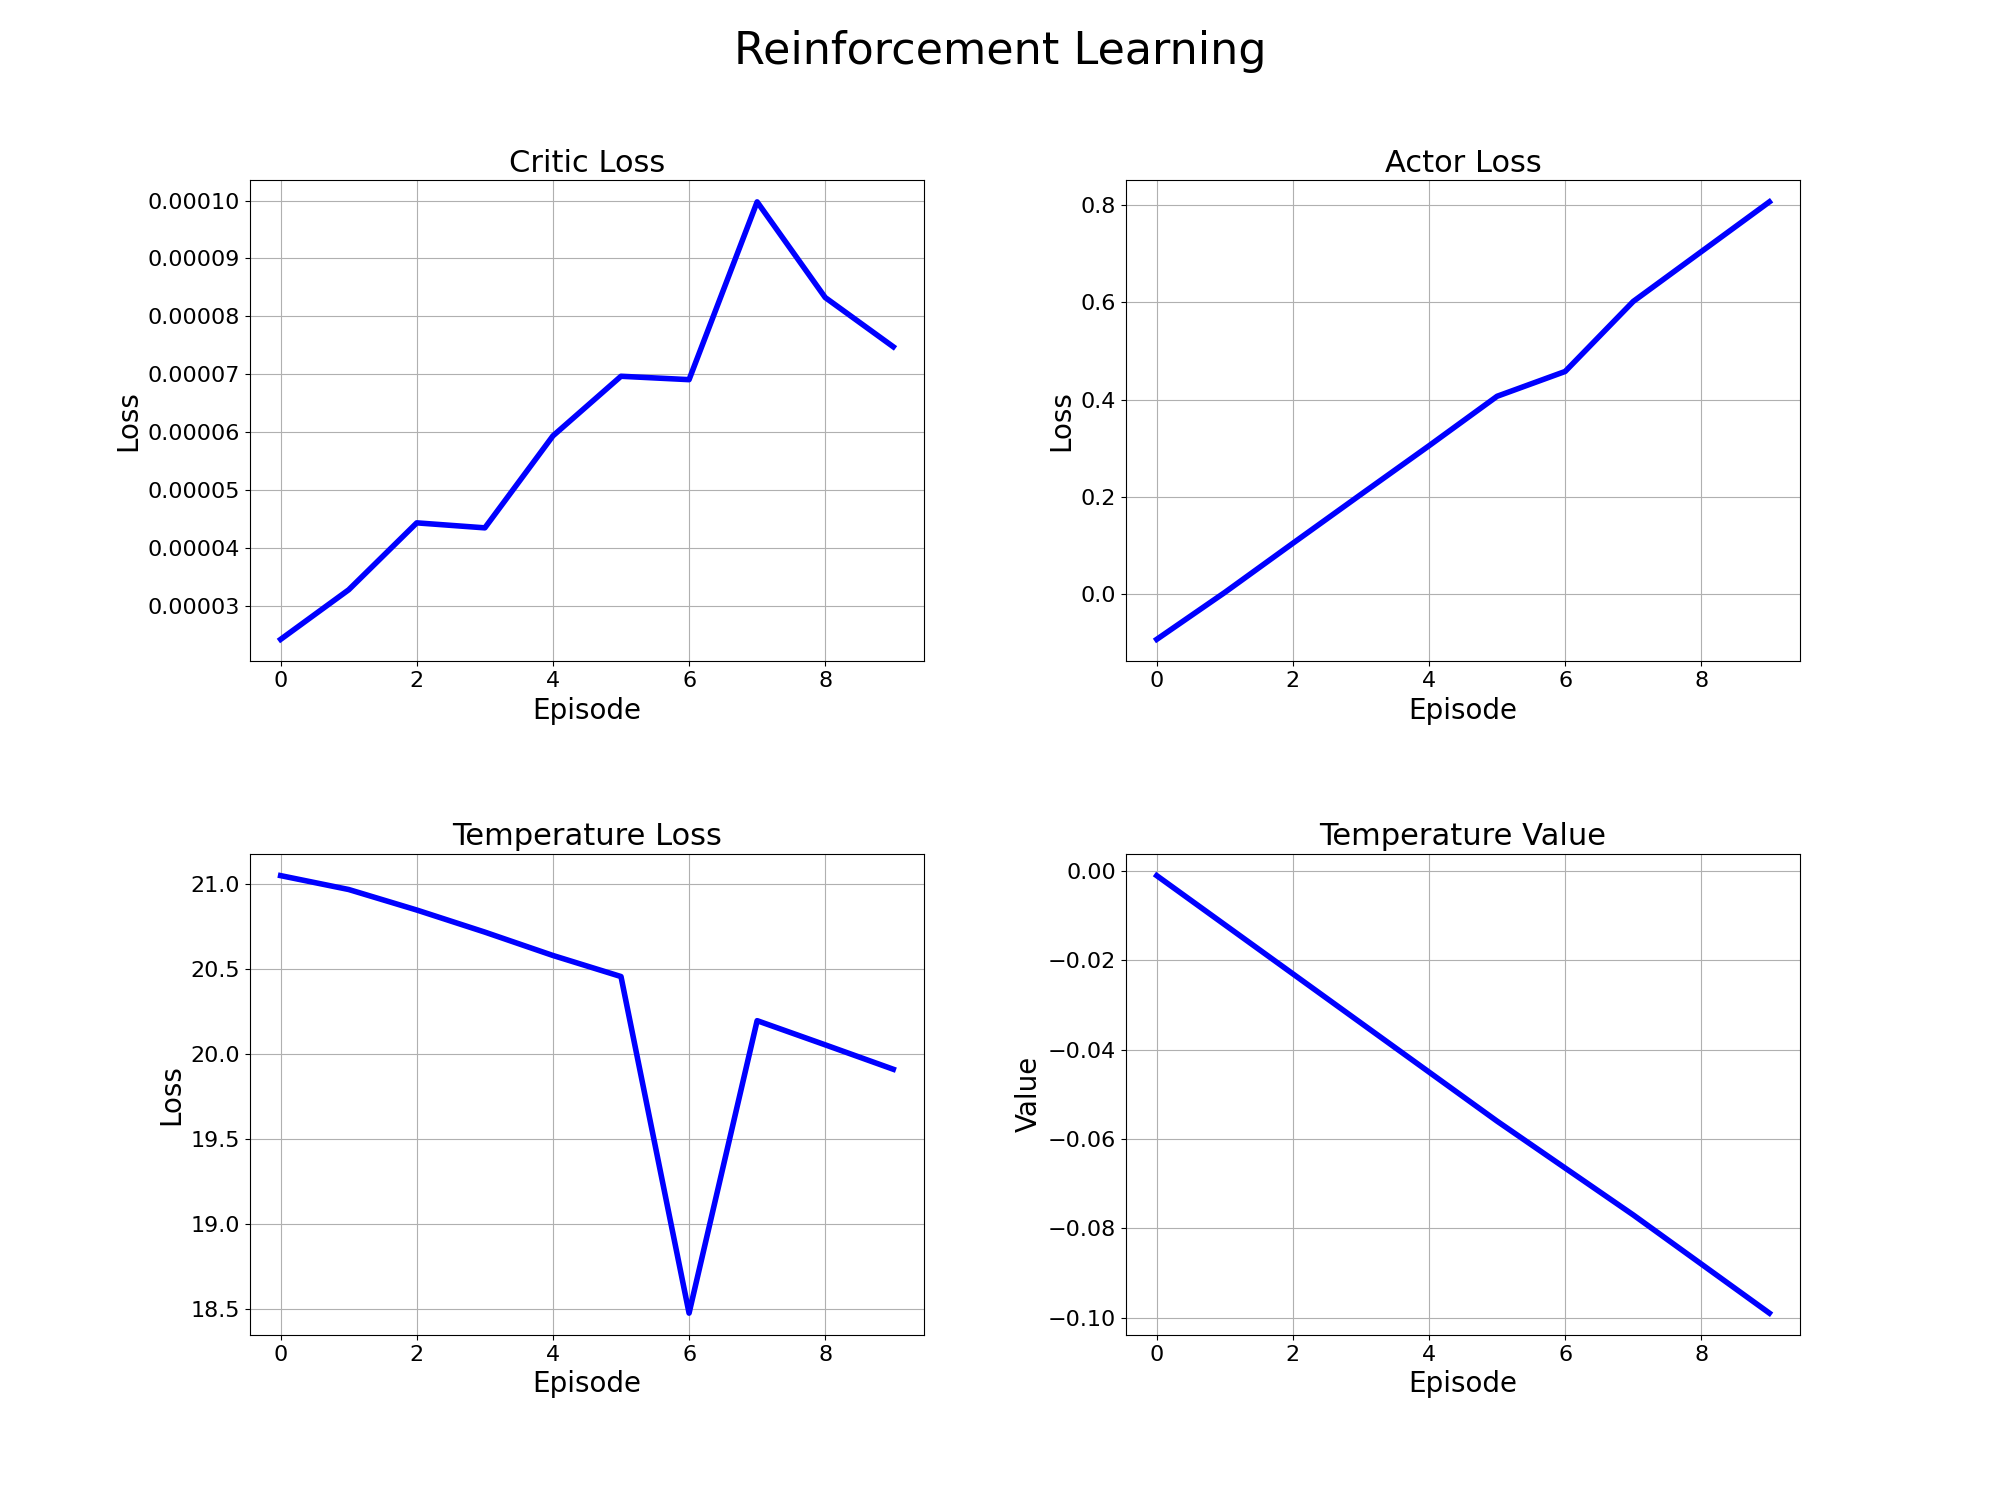 Reinforcement Learning
Critic Loss
0.00010
0.00009
0.00008
0.00007
0.00006
0.00005
0.00004
0.00003
Loss
0 2 4 6 8
Episode
Actor Loss
0.8
0.6
0.4
0.2
0.0
Loss
0 2 4 6 8
Episode
Temperature Loss
21.0
20.5
20.0
19.5
19.0
18.5
Loss
0 2 4 6 8
Episode
Temperature Value
0.00
−0.02
−0.04
−0.06
−0.08
−0.10
Value
0 2 4 6 8
Episode